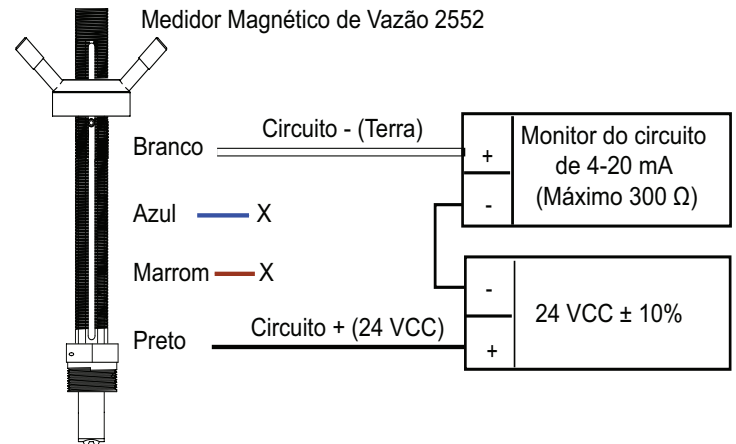 Medidor Magnético de Vazão 2552
Branco
Circuito - (Terra)
+
-
Monitor do circuito
de 4-20 mA
(Máximo 300 Ω)
Azul
X
Marrom
X
Preto
Circuito + (24 VCC)
-
+
24 VCC ± 10%